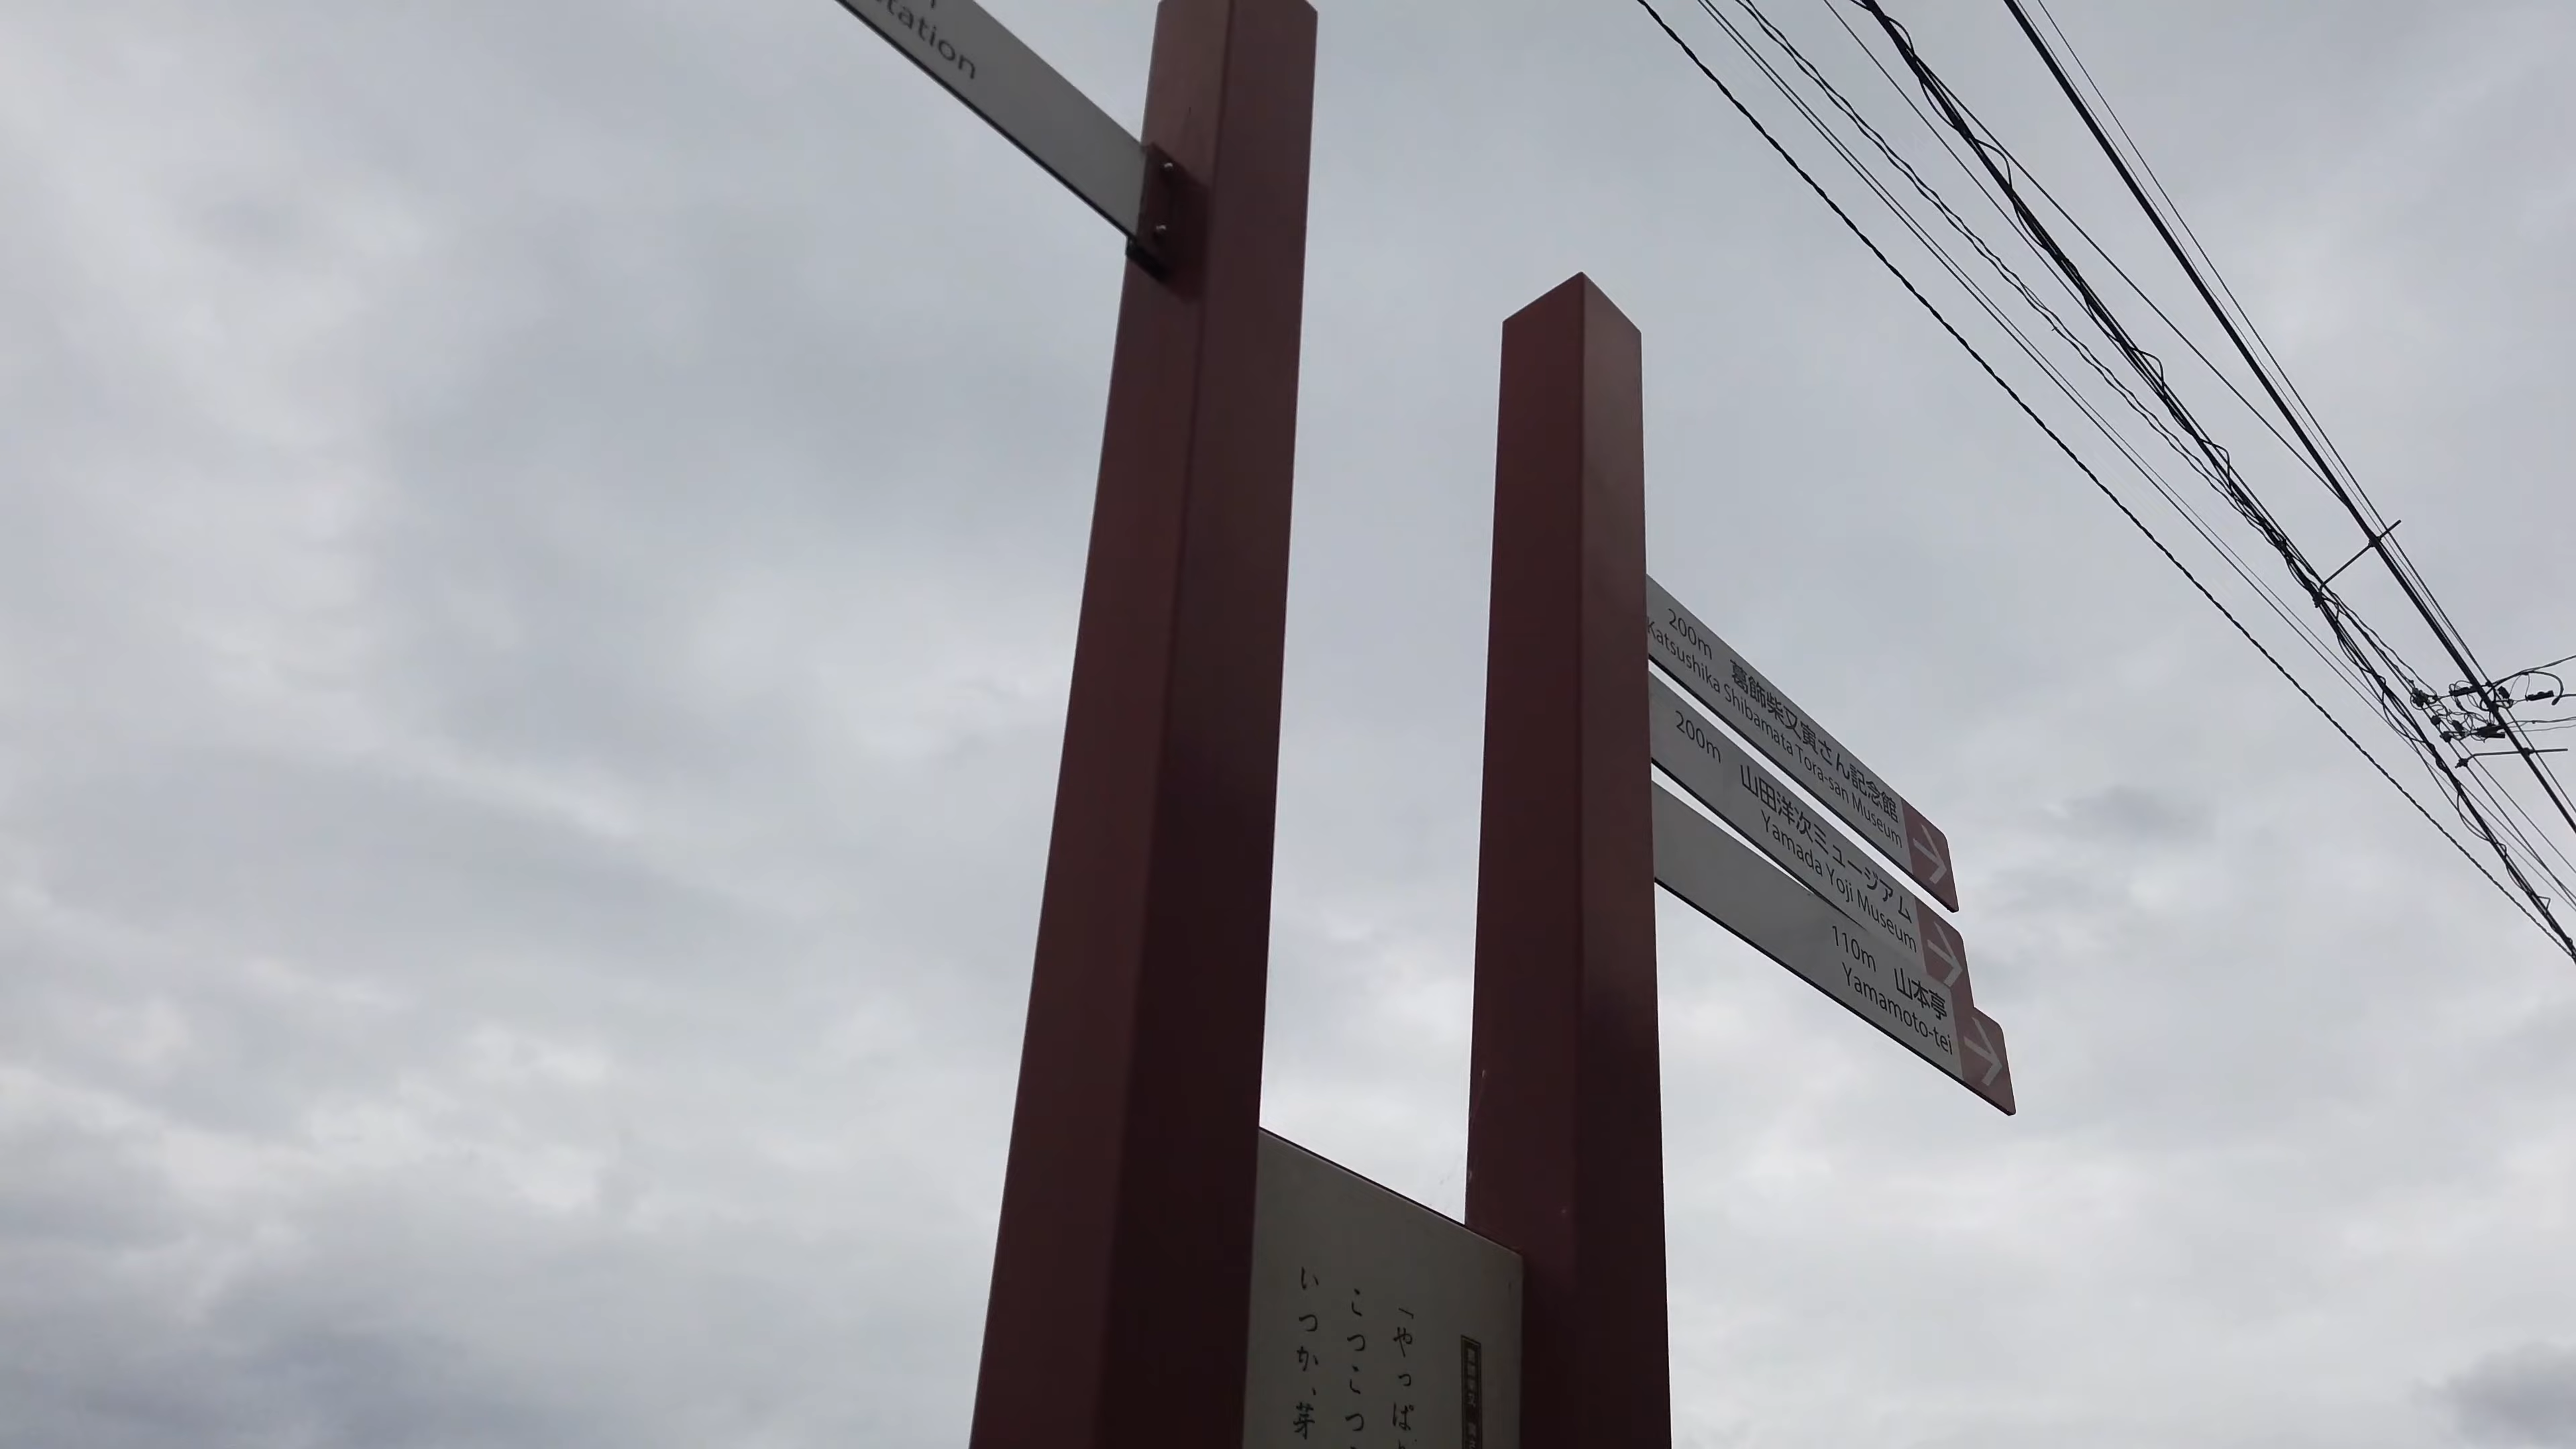 200m 葛飾柴又寅さん記念館
Katsushika Shibamata Tora-san Museum
200m 山田洋次ミュージアム
Yamada Yoji Museum
110m 山本亭
Yamamoto-tei
「やっぱ
こつこつ
いつか、芽